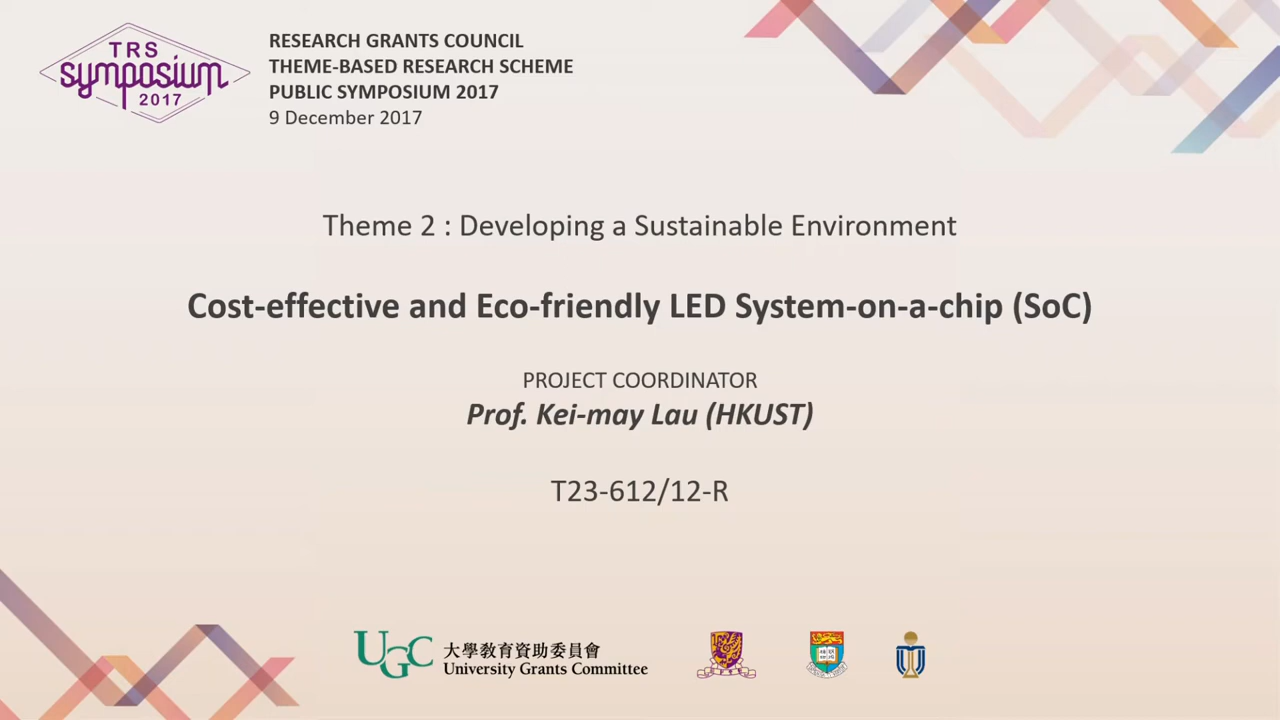 TRS
symposium
2017
RESEARCH GRANTS COUNCIL
THEME-BASED RESEARCH SCHEME
PUBLIC SYMPOSIUM 2017
9 December 2017
Theme 2 : Developing a Sustainable Environment
Cost-effective and Eco-friendly LED System-on-a-chip (SoC)
PROJECT COORDINATOR
Prof. Kei-may Lau (HKUST)
T23-612/12-R
UGC
大學教育資助委員會
University Grants Committee